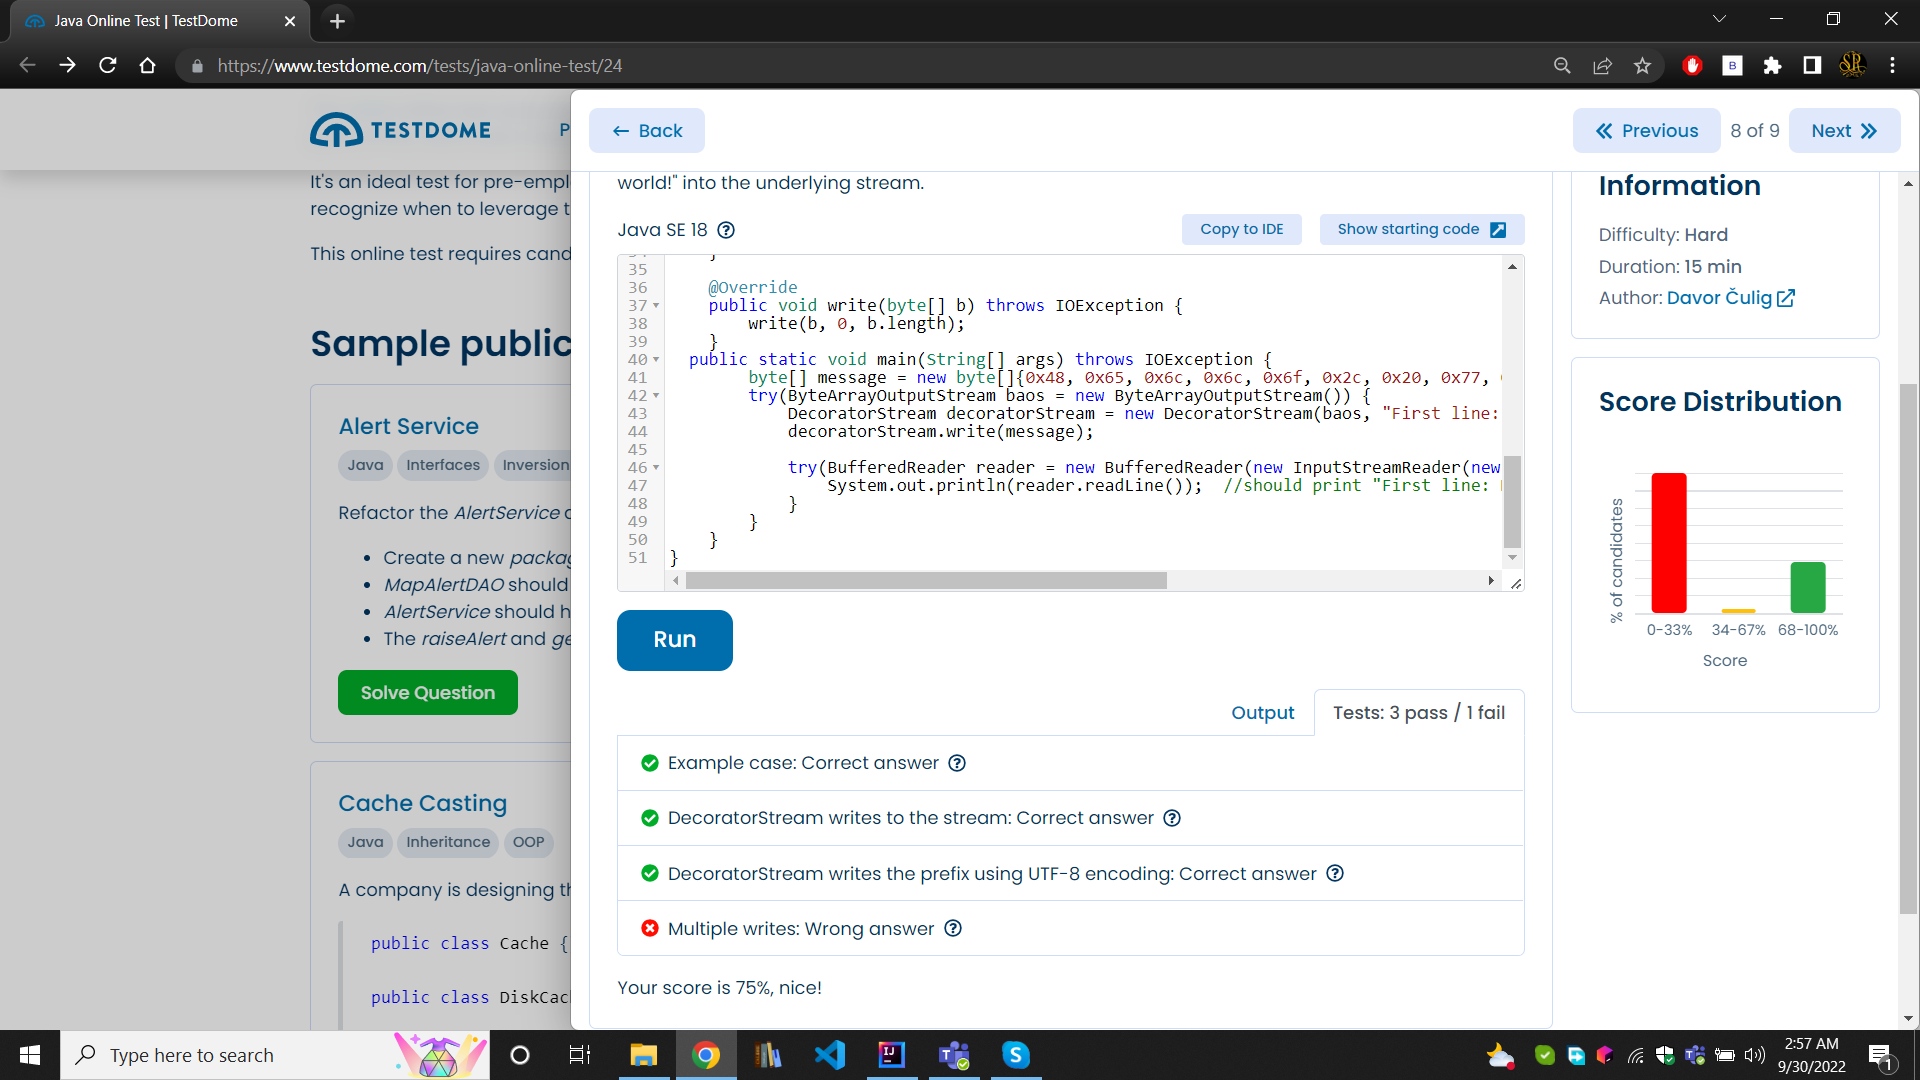 Java Online Test | TestDome
https://www.testdome.com/tests/java-online-test/24
TESTDOME
P
It's an ideal test for pre-empl
recognize when to leverage t
This online test requires cand
Sample public
Alert Service
Java
Interfaces
Inversion
Refactor the AlertService c
Create a new packag
MapAlertDAO should
AlertService should h
The raiseAlert and ge
Solve Question
Cache Casting
Java
Inheritance
OOP
A company is designing th
public class Cache {
public class DiskCach
← Back
Previous
8 of 9
Next
world!" into the underlying stream.
Java SE 18
Copy to IDE
Show starting code
34 }
35
36 @Override
37 public void write(byte[] b) throws IOException {
38 write(b, 0, b.length);
39 }
40 public static void main(String[] args) throws IOException {
41 byte[] message = new byte[]{0x48, 0x65, 0x6c, 0x6c, 0x6f, 0x2c, 0x20, 0x77,
42 try(ByteArrayOutputStream baos = new ByteArrayOutputStream()) {
43 DecoratorStream decoratorStream = new DecoratorStream(baos, "First line:
44 decoratorStream.write(message);
45
46 try(BufferedReader reader = new BufferedReader(new InputStreamReader(new
47 System.out.println(reader.readLine()); //should print "First line:
48 }
49 }
50 }
51 }
Run
Output
Tests: 3 pass / 1 fail
Example case: Correct answer
DecoratorStream writes to the stream: Correct answer
DecoratorStream writes the prefix using UTF-8 encoding: Correct answer
Multiple writes: Wrong answer
Your score is 75%, nice!
Information
Difficulty: Hard
Duration: 15 min
Author: Davor Čulig
Score Distribution
% of candidates
0-33%
34-67%
68-100%
Score
Type here to search
2:57 AM
9/30/2022
1